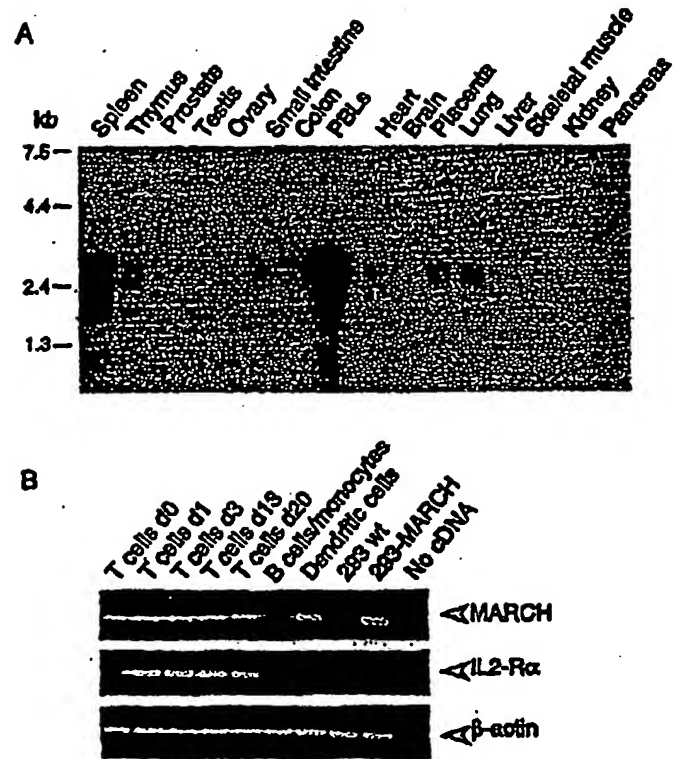 A
Spleen
Thymus
Prostate
Testis
Ovary
Small intestine
Colon
PBLs
Heart
Brain
Placenta
Lung
Liver
Skeletal muscle
Kidney
Pancreas
kb
7.5
4.4
2.4
1.3
B
T cells d0
T cells d1
T cells d3
T cells d13
T cells d20
B cells/monocytes
Dendritic cells
293 wt
293-MARCH
No cDNA
MARCH
IL2-Rα
β-actin